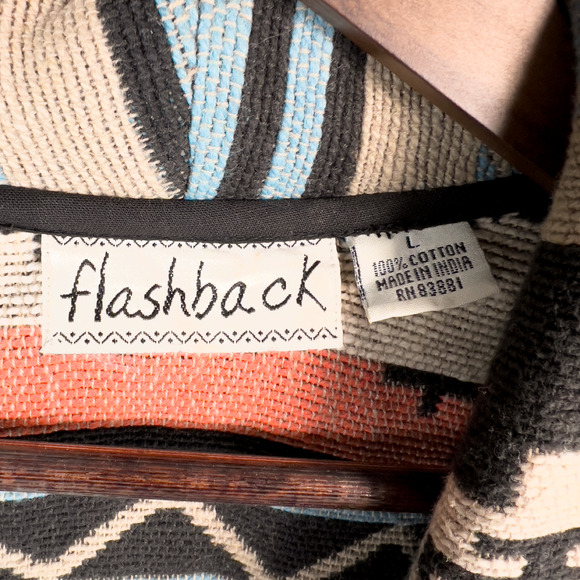 flashback
L
100% COTTON
MADE IN INDIA
RN 83881